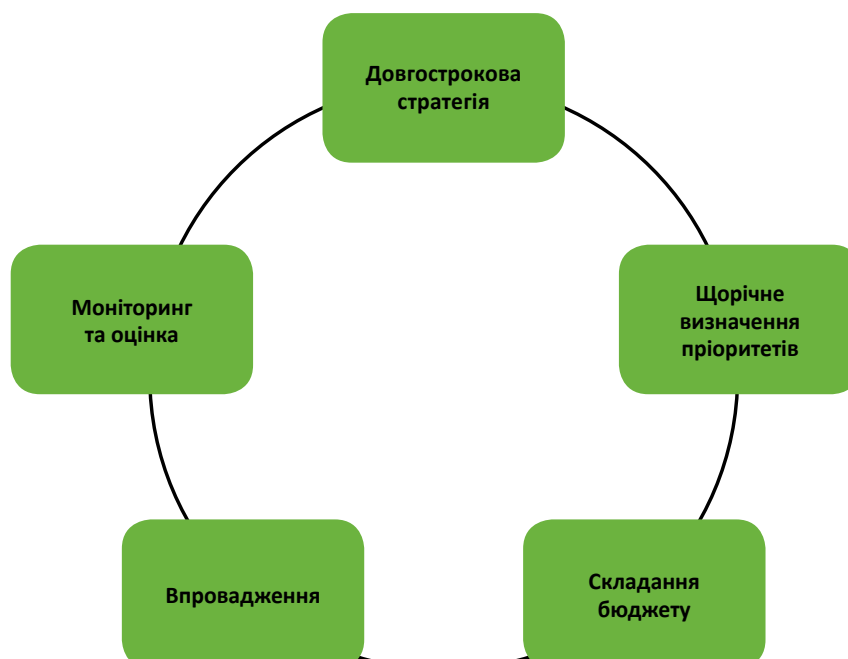 Довгострокова
стратегія
Щорічне
визначення
пріоритетів
Складання
бюджету
Впровадження
Моніторинг
та оцінка